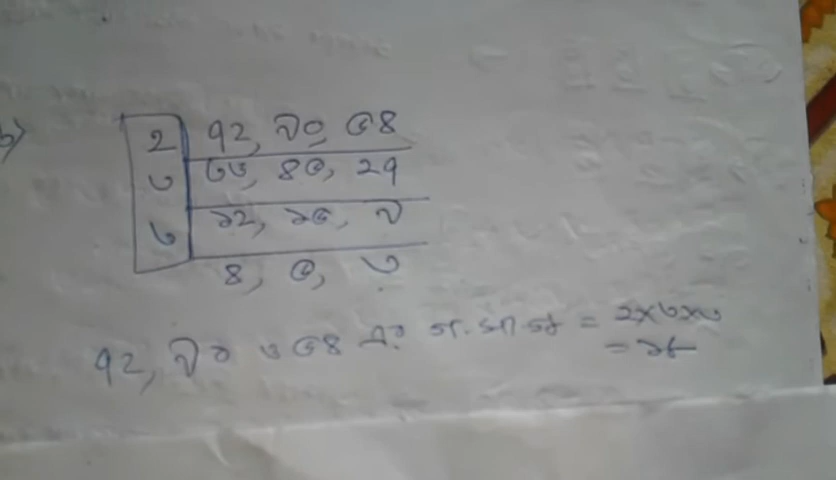 b)
২ ৭২, ৯০, ৫৪
৩ ৩৬, ৪৫, ২৭
৩ ১২, ১৫, ৯
৪, ৫, ৩
৭২, ৯০ ও ৫৪ এর গ.সা.গু = ২×৩×৩
= ১৮